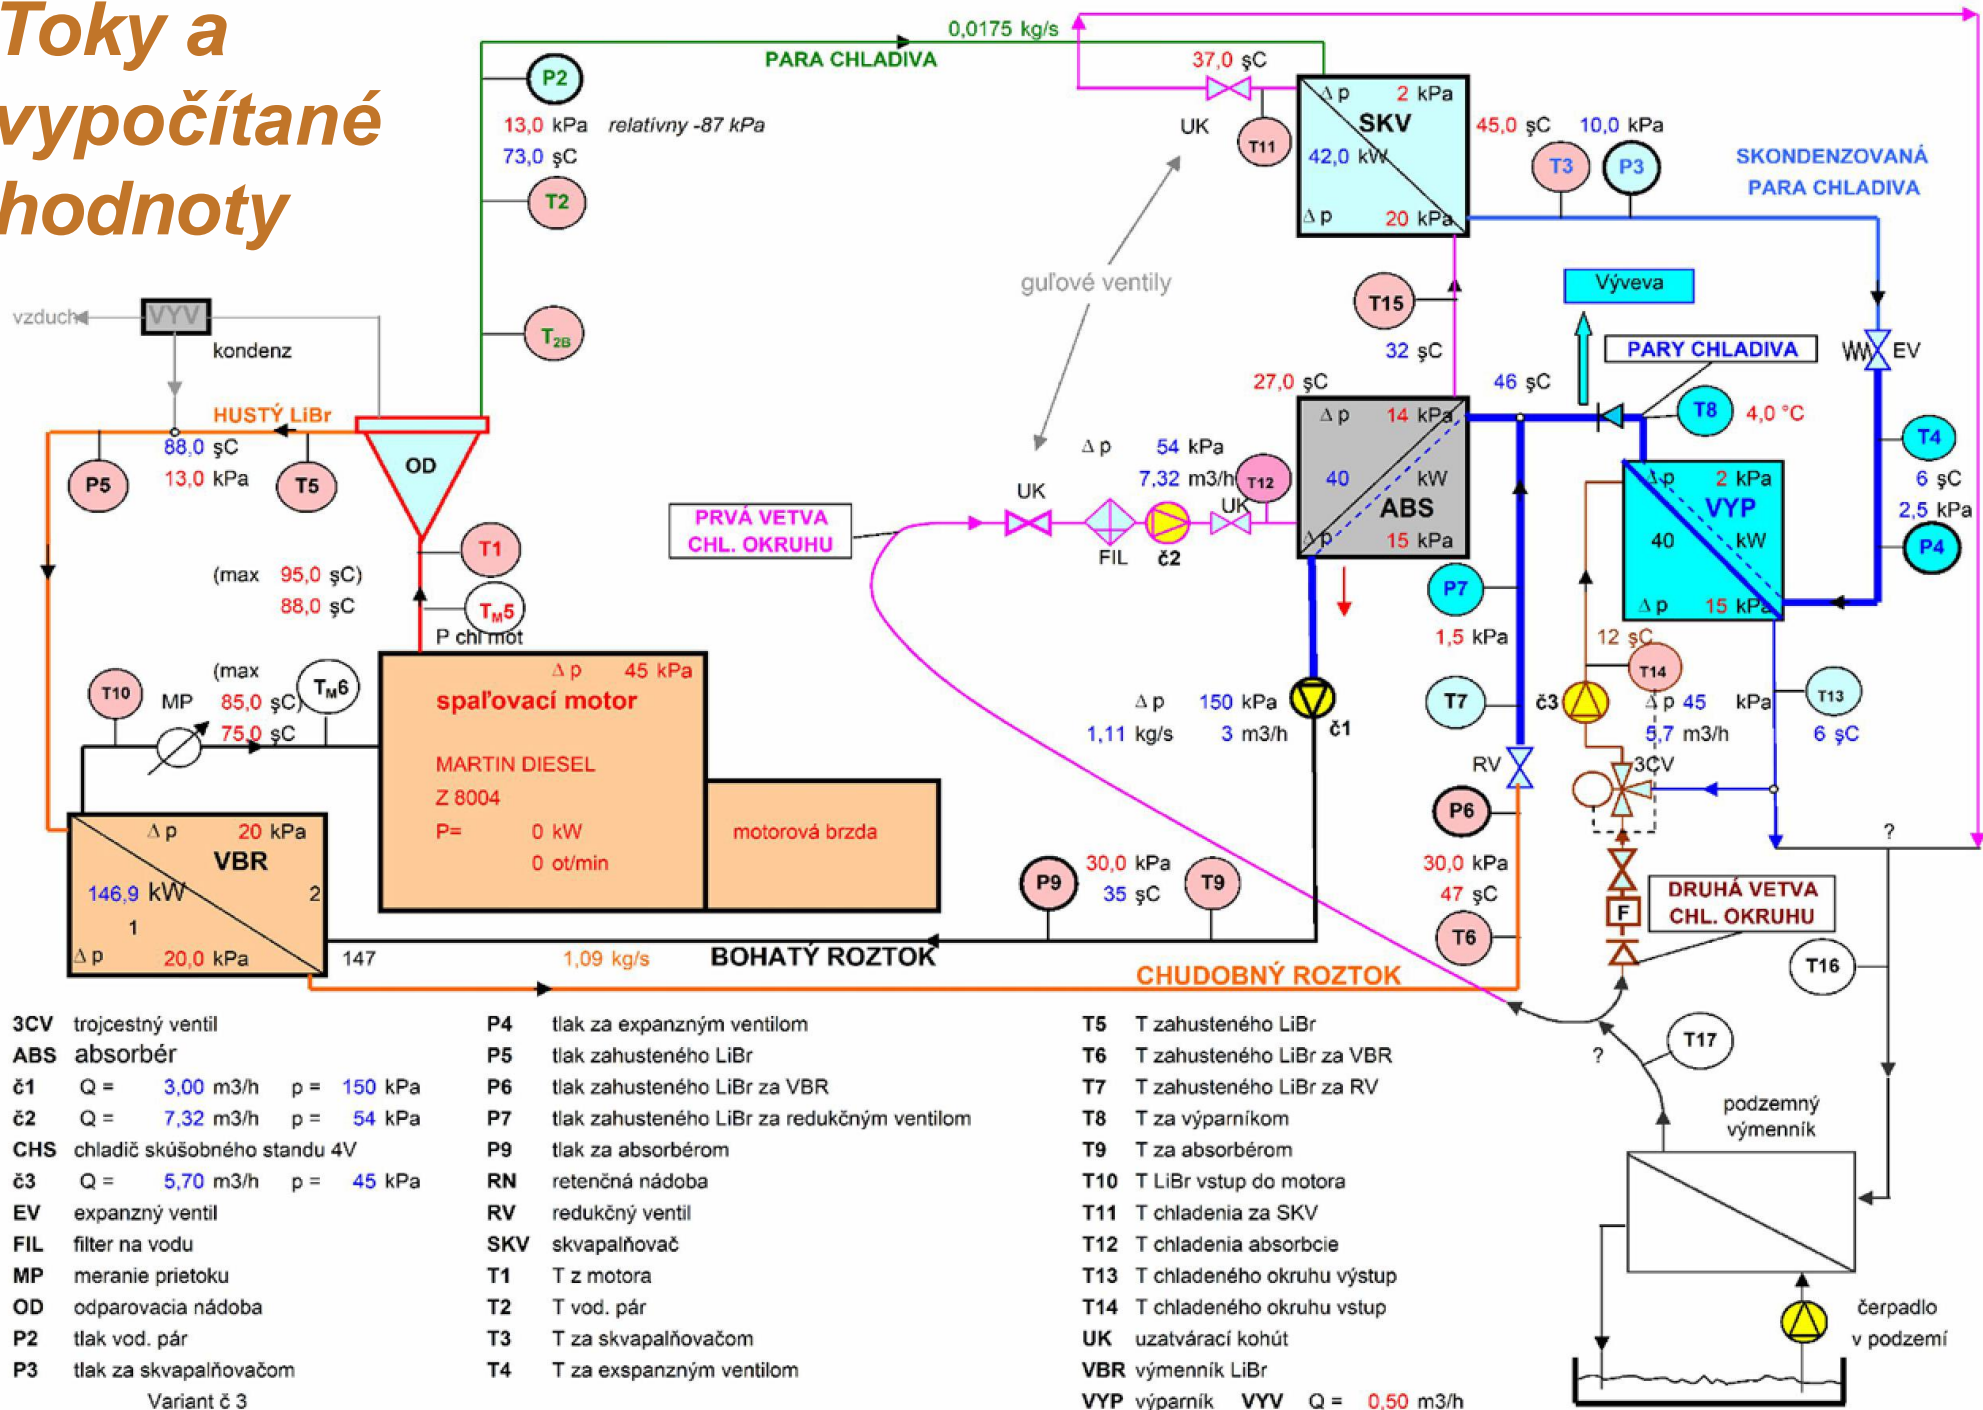 Toky a
vypočítané
hodnoty
0,0175 kg/s
PARA CHLADIVA
P2
13,0 kPa relativny -87 kPa
73,0 şC
T2
T2B
37,0 şC
UK
T11
Δ p 2 kPa
SKV
42,0 kW
Δ p 20 kPa
45,0 şC 10,0 kPa
T3 P3
SKONDENZOVANÁ
PARA CHLADIVA
guľové ventily
T15
32 şC
Výveva
PARY CHLADIVA
EV
vzduch
VYV
kondenz
HUSTÝ LiBr
88,0 şC
13,0 kPa
P5
T5
OD
T1
(max 95,0 şC)
88,0 şC
TM5
P chl mot
27,0 şC
46 şC
T8 4,0 °C
T4
6 şC
2,5 kPa
P4
Δ p 54 kPa
7,32 m3/h
T12
UK
UK
FIL
č2
Δ p 14 kPa
40 kW
ABS
Δ p 15 kPa
Δ p 2 kPa
VYP
40 kW
Δ p 15 kPa
PRVÁ VETVA
CHL. OKRUHU
P7
1,5 kPa
T7
12 şC
T14
č3
Δ p 45 kPa
5,7 m3/h
T13
6 şC
T10
MP
(max
85,0 şC)
75,0 şC
TM6
Δ p 45 kPa
spaľovací motor
MARTIN DIESEL
Z 8004
P= 0 kW
0 ot/min
motorová brzda
Δ p 150 kPa
1,11 kg/s 3 m3/h
č1
RV
3CV
P6
30,0 kPa
47 şC
T6
?
Δ p 20 kPa
VBR
146,9 kW
2
1
Δ p 20,0 kPa
P9
30,0 kPa
35 şC
T9
F
DRUHÁ VETVA
CHL. OKRUHU
147
1,09 kg/s
BOHATÝ ROZTOK
CHUDOBNÝ ROZTOK
T16
T17
?
podzemný
výmenník
čerpadlo
v podzemí
3CV trojcestný ventil
ABS absorbér
č1 Q = 3,00 m3/h p = 150 kPa
č2 Q = 7,32 m3/h p = 54 kPa
CHS chladič skúšobného standu 4V
č3 Q = 5,70 m3/h p = 45 kPa
EV expanzný ventil
FIL filter na vodu
MP meranie prietoku
OD odparovacia nádoba
P2 tlak vod. pár
P3 tlak za skvapalňovačom
Variant č 3
P4 tlak za expanzným ventilom
P5 tlak zahusteného LiBr
P6 tlak zahusteného LiBr za VBR
P7 tlak zahusteného LiBr za redukčným ventilom
P9 tlak za absorbérom
RN retenčná nádoba
RV redukčný ventil
SKV skvapalňovač
T1 T z motora
T2 T vod. pár
T3 T za skvapalňovačom
T4 T za exspanzným ventilom
T5 T zahusteného LiBr
T6 T zahusteného LiBr za VBR
T7 T zahusteného LiBr za RV
T8 T za výparníkom
T9 T za absorbérom
T10 T LiBr vstup do motora
T11 T chladenia za SKV
T12 T chladenia absorbcie
T13 T chladeného okruhu výstup
T14 T chladeného okruhu vstup
UK uzatvárací kohút
VBR výmenník LiBr
VYP výparník VYV Q = 0,50 m3/h